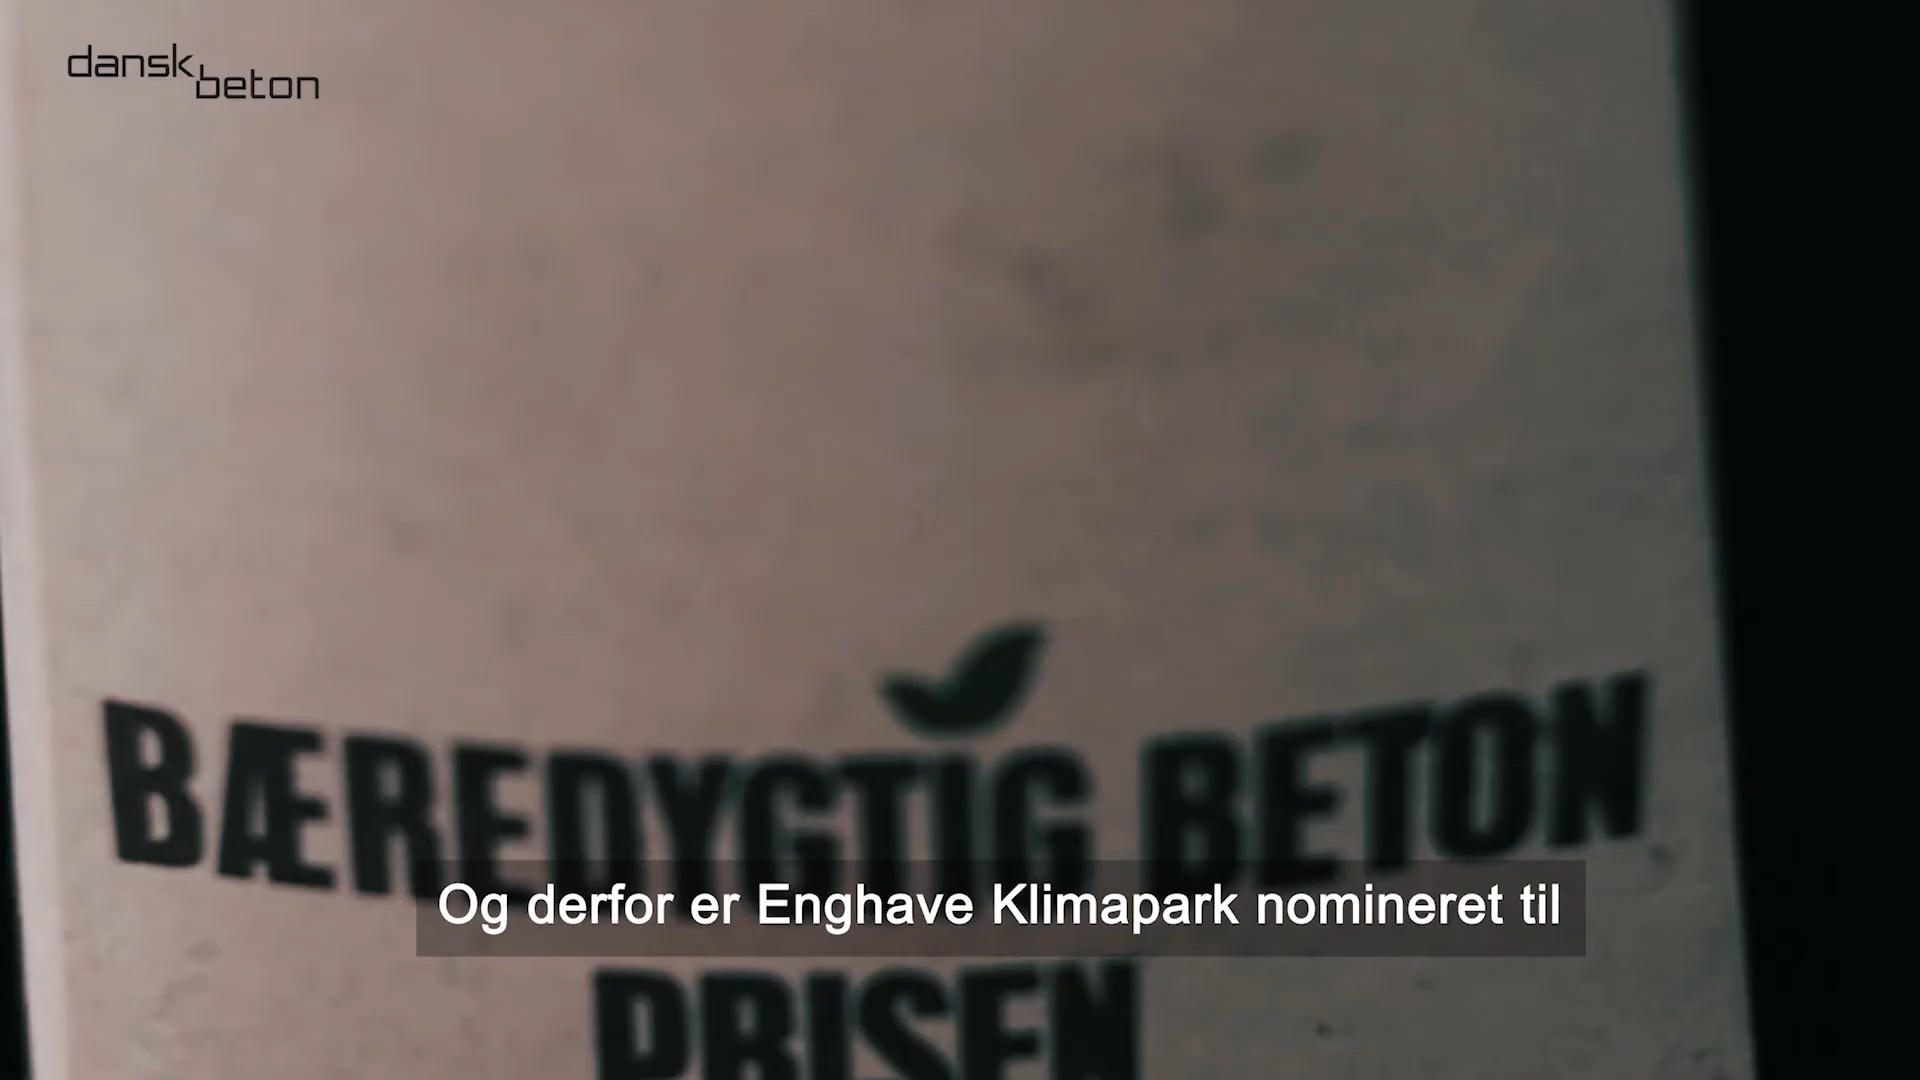 dansk
beton
BÆREDYGTIG BETON
Og derfor er Enghave Klimapark nomineret til
PRISEN